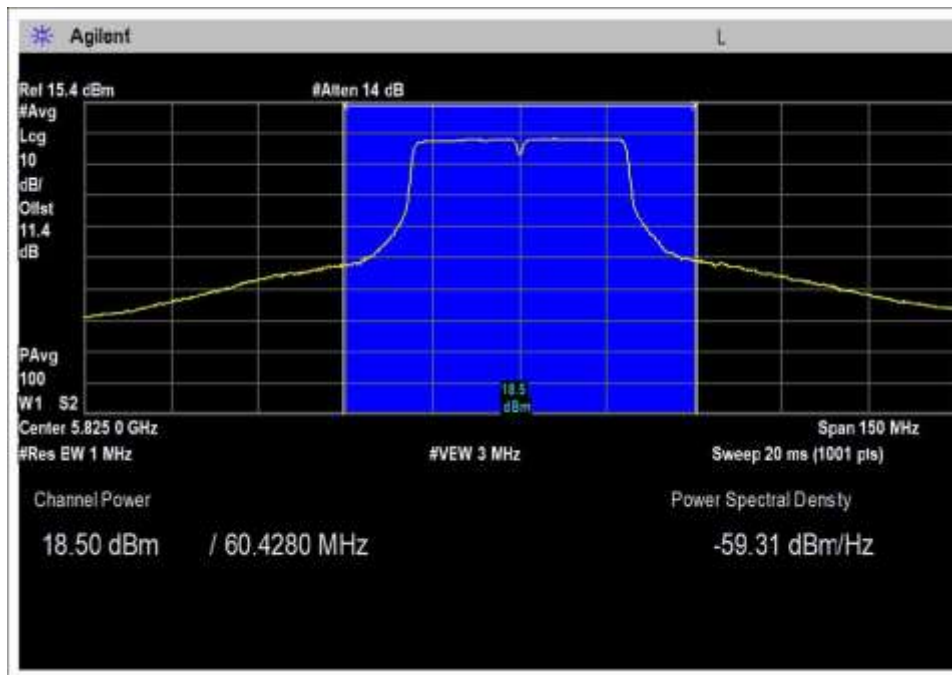 Agilent
L
Ref 15.4 dBm #Atten 14 dB
#Avg
Log
10
dB/
Offst
11.4
dB
PAvg
100
W1 S2
18.5
dBm
Center 5.825 0 GHz Span 150 MHz
#Res BW 1 MHz #VBW 3 MHz Sweep 20 ms (1001 pts)
Channel Power Power Spectral Density
18.50 dBm / 60.4280 MHz -59.31 dBm/Hz